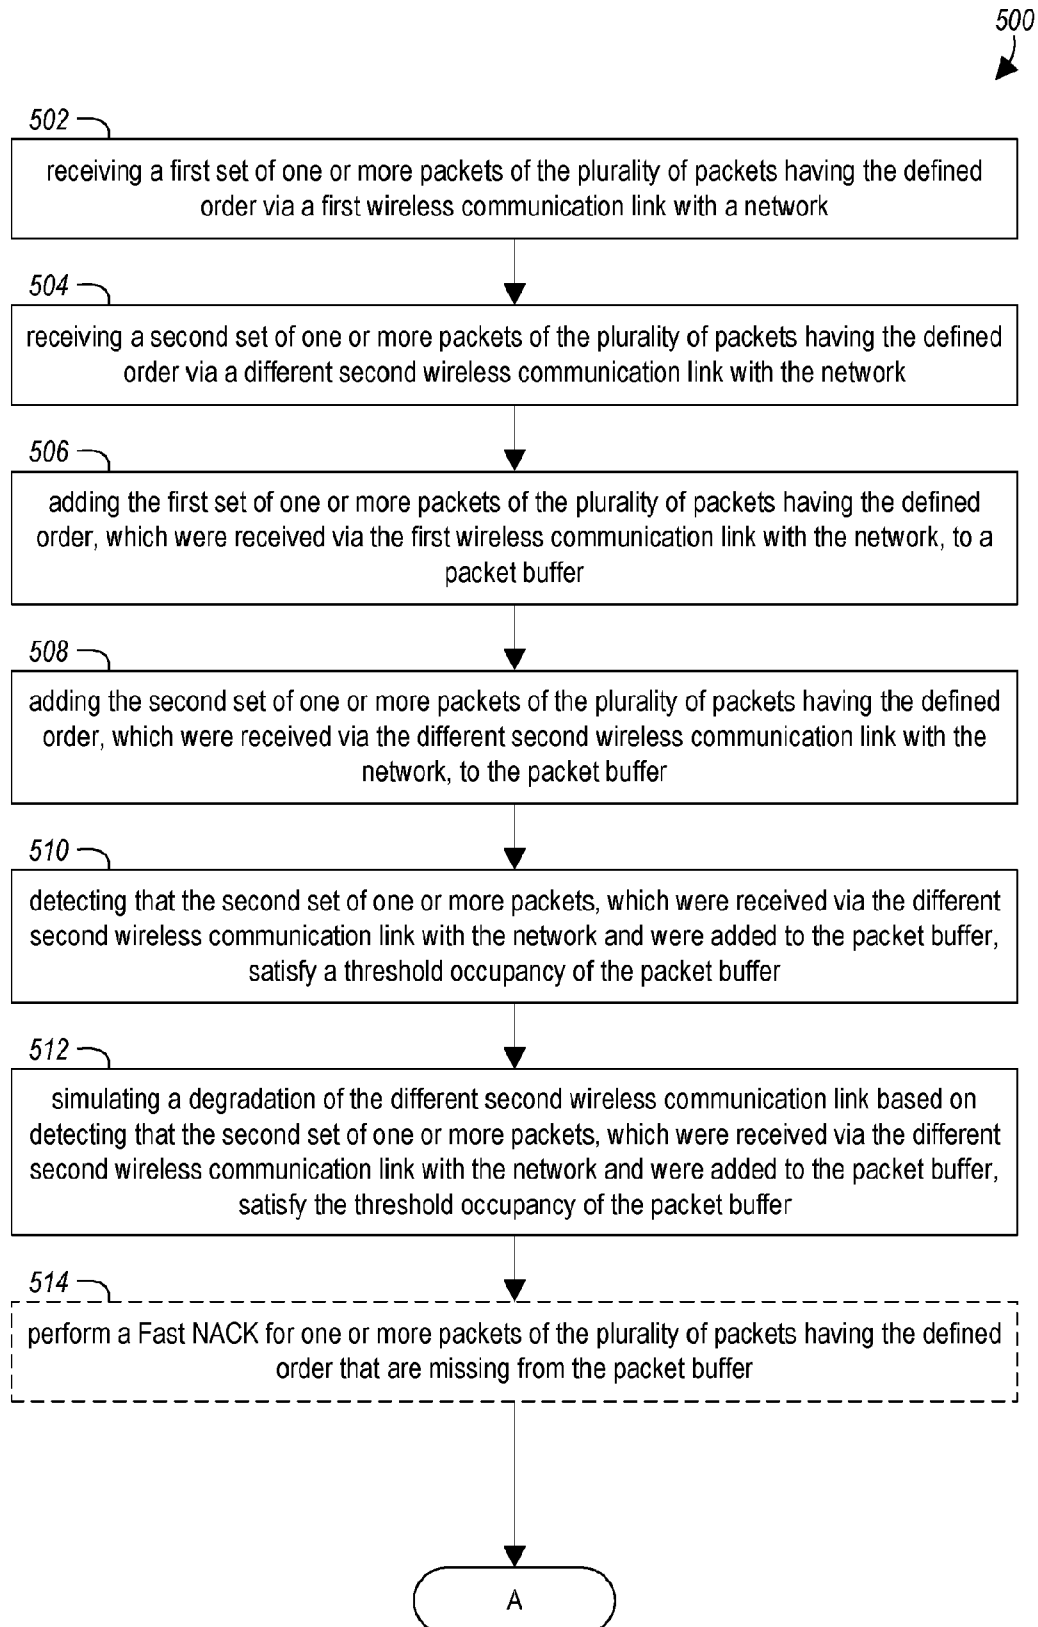 500
502
receiving a first set of one or more packets of the plurality of packets having the defined
order via a first wireless communication link with a network
504
receiving a second set of one or more packets of the plurality of packets having the defined
order via a different second wireless communication link with the network
506
adding the first set of one or more packets of the plurality of packets having the defined
order, which were received via the first wireless communication link with the network, to a
packet buffer
508
adding the second set of one or more packets of the plurality of packets having the defined
order, which were received via the different second wireless communication link with the
network, to the packet buffer
510
detecting that the second set of one or more packets, which were received via the different
second wireless communication link with the network and were added to the packet buffer,
satisfy a threshold occupancy of the packet buffer
512
simulating a degradation of the different second wireless communication link based on
detecting that the second set of one or more packets, which were received via the different
second wireless communication link with the network and were added to the packet buffer,
satisfy the threshold occupancy of the packet buffer
514
perform a Fast NACK for one or more packets of the plurality of packets having the defined
order that are missing from the packet buffer
A